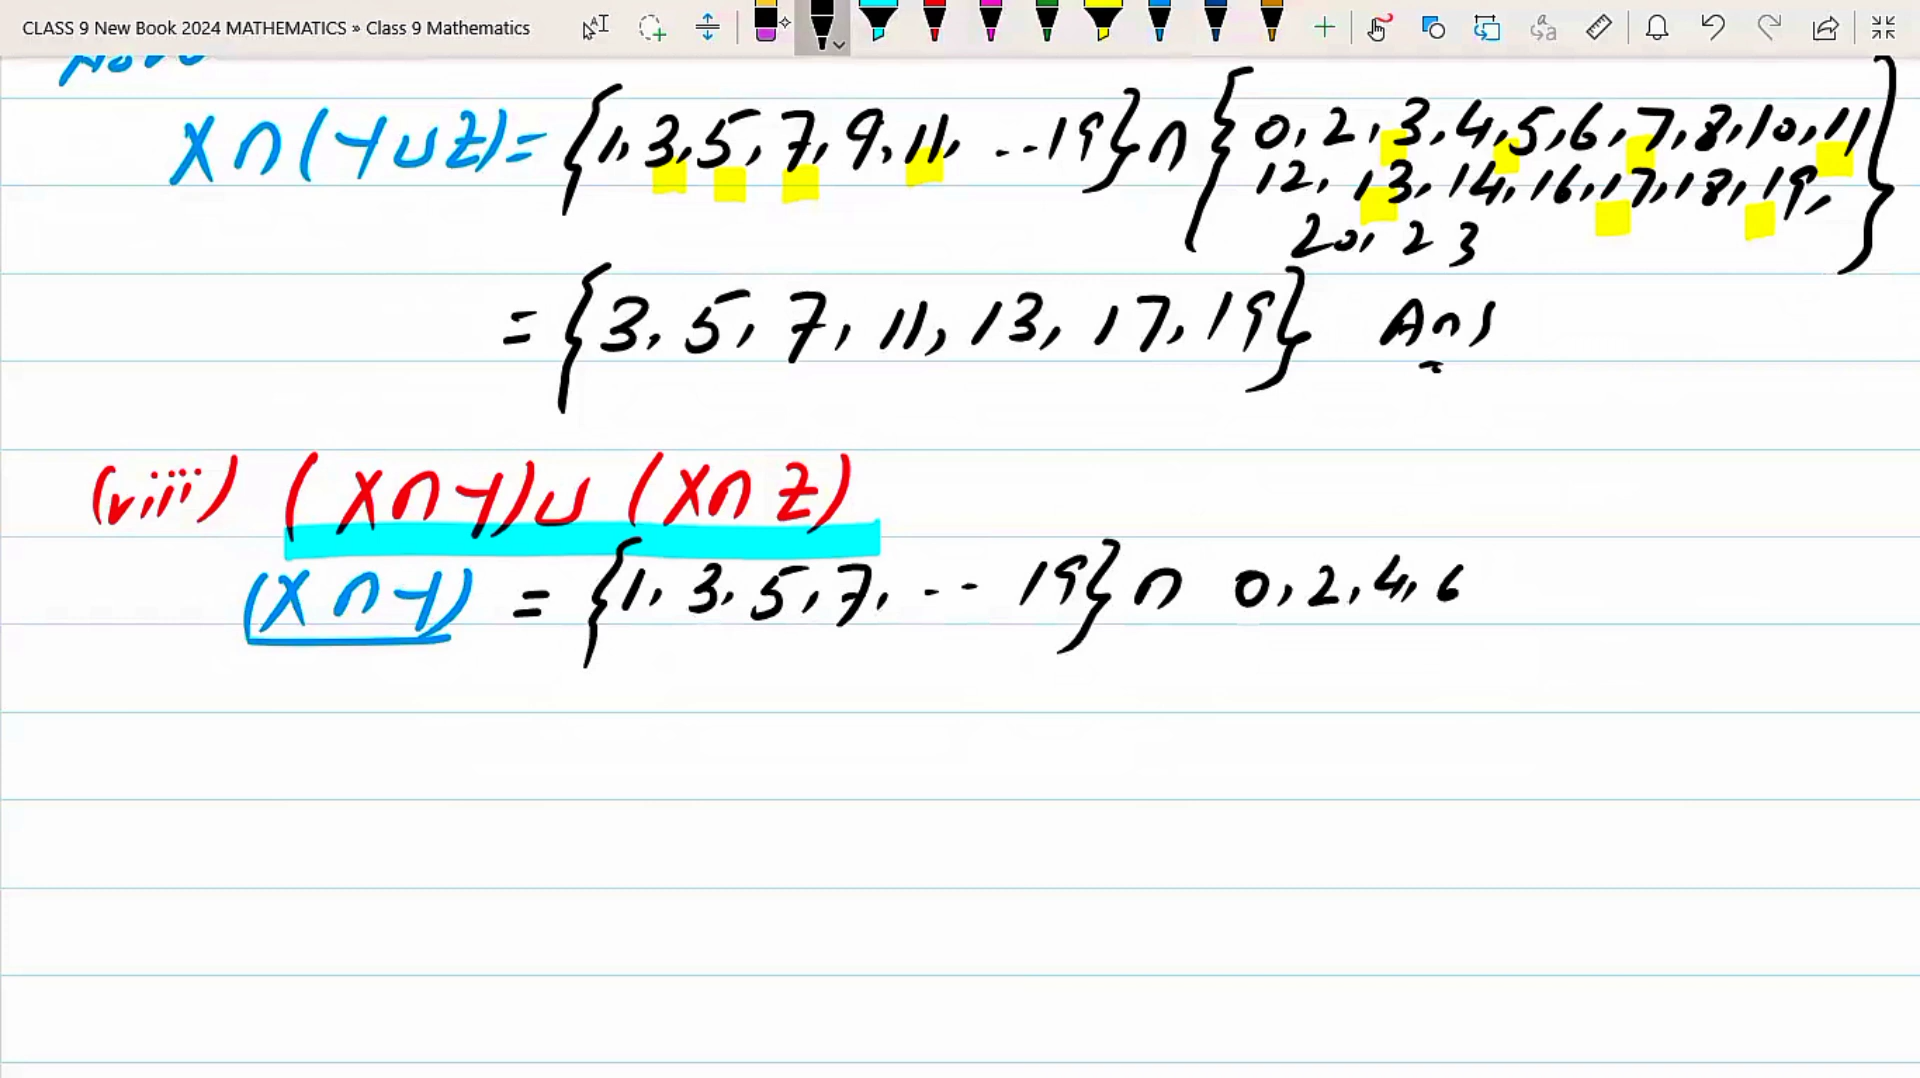 CLASS 9 New Book 2024 MATHEMATICS » Class 9 Mathematics
X∩(Y∪Z)= {1,3,5,7,9,11, ...19}∩{0,2,3,4,5,6,7,8,10,11
12, 13,14,16,17,18,19,
20, 23}
= {3,5,7,11,13,17,19} Ans
(viii) (X∩Y)∪(X∩Z)
(X∩Y) = {1,3,5,7, ... 19}∩ 0,2,4,6